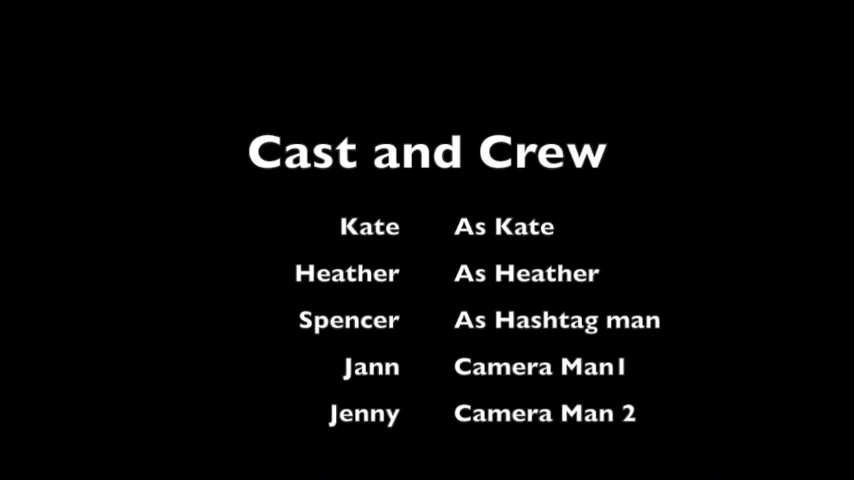 Cast and Crew
Kate As Kate
Heather As Heather
Spencer As Hashtag man
Jann Camera Man1
Jenny Camera Man 2